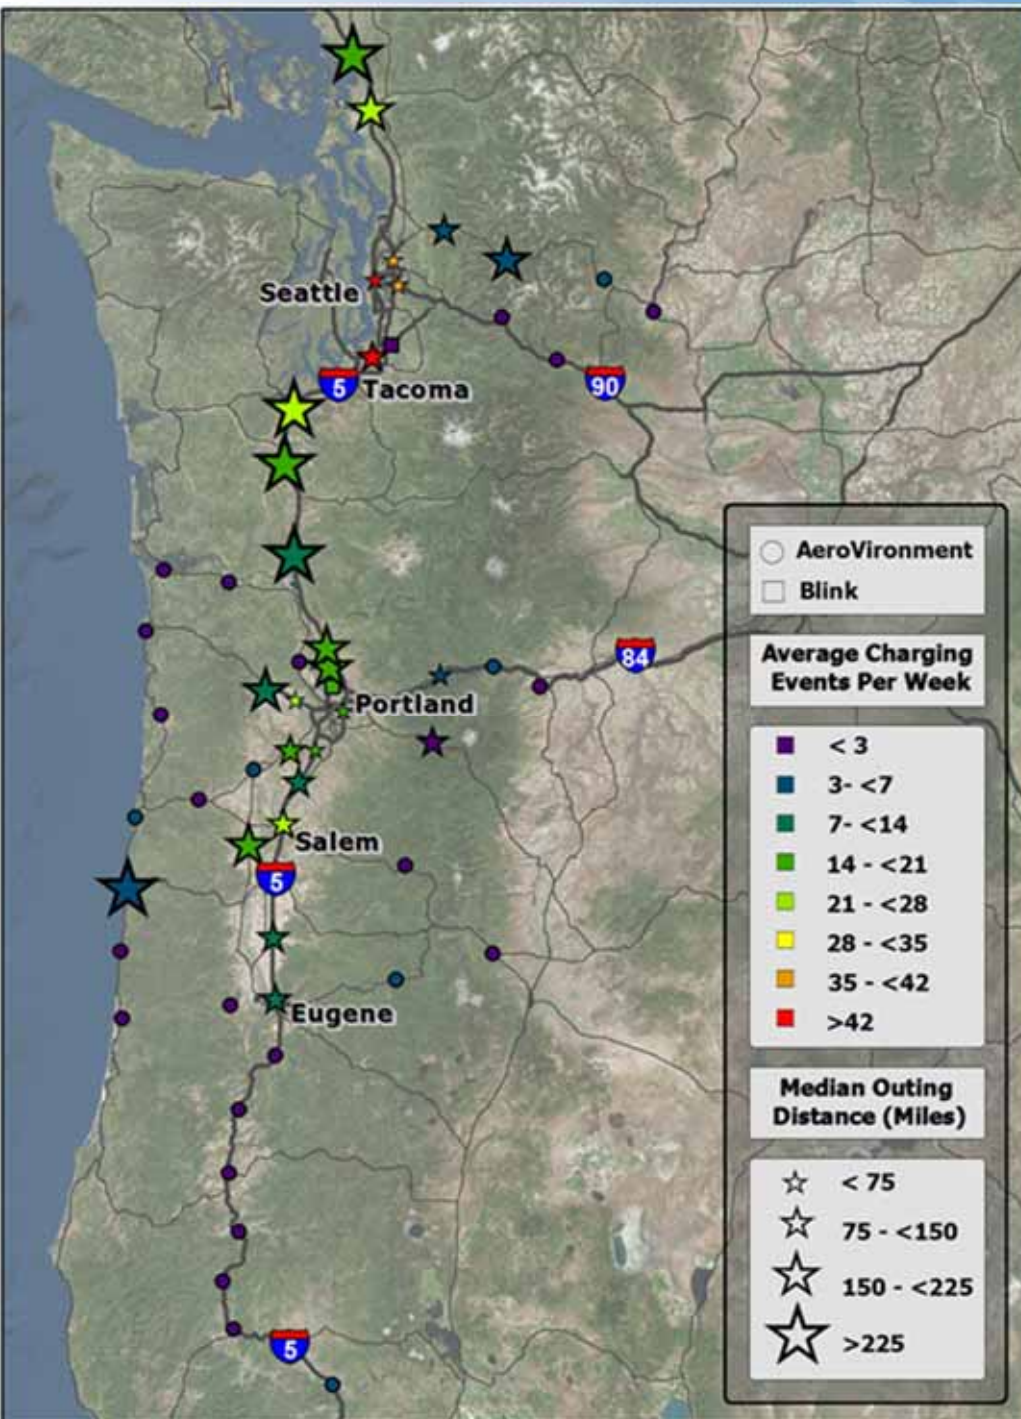 Seattle
5
Tacoma
90
84
Portland
Salem
5
Eugene
5
AeroVironment
Blink
Average Charging
Events Per Week
< 3
3- <7
7- <14
14 - <21
21 - <28
28 - <35
35 - <42
>42
Median Outing
Distance (Miles)
< 75
75 - <150
150 - <225
>225